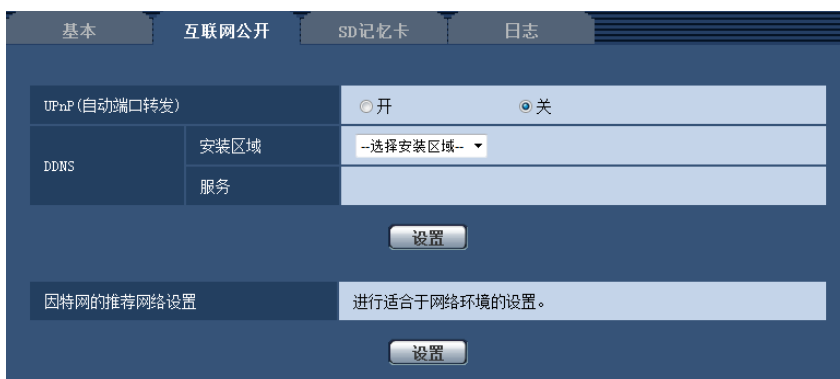 基本 互联网公开 SD记忆卡 日志
UPnP(自动端口转发) 开 关
DDNS 安装区域 --选择安装区域--
服务
设置
因特网的推荐网络设置 进行适合于网络环境的设置。
设置